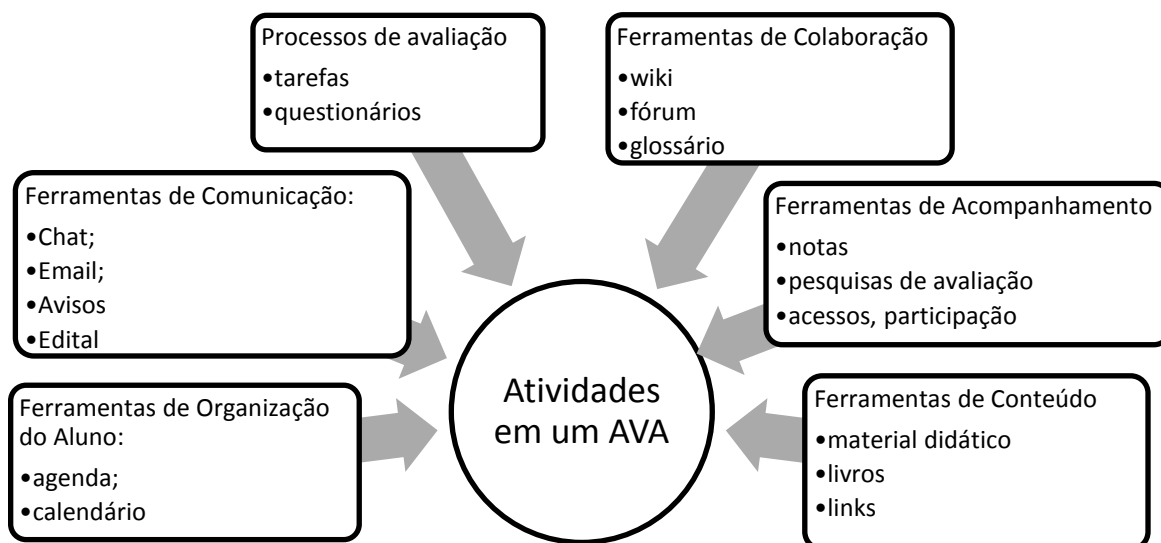 Processos de avaliação
•tarefas
•questionários
Ferramentas de Colaboração
•wiki
•fórum
•glossário
Ferramentas de Comunicação:
•Chat;
•Email;
•Avisos
•Edital
Ferramentas de Acompanhamento
•notas
•pesquisas de avaliação
•acessos, participação
Ferramentas de Organização
do Aluno:
•agenda;
•calendário
Atividades
em um AVA
Ferramentas de Conteúdo
•material didático
•livros
•links